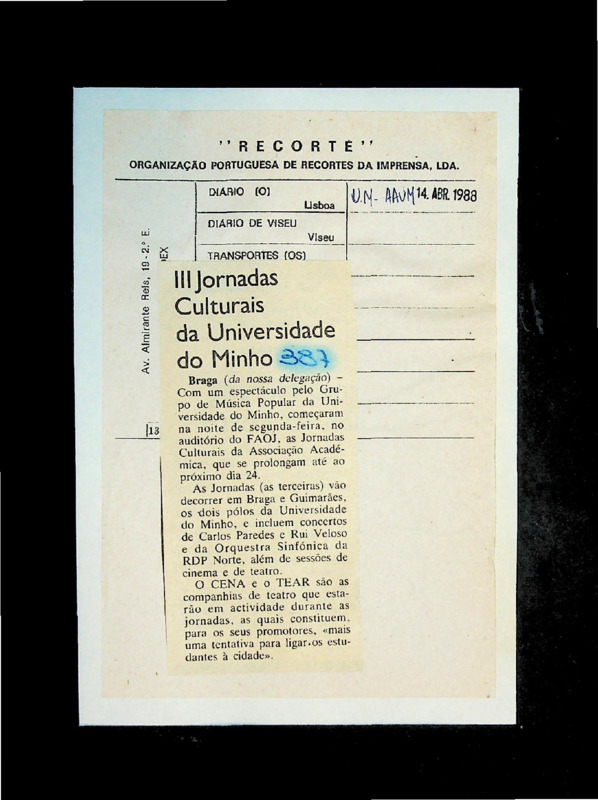 "RECORTE"
ORGANIZAÇÃO PORTUGUESA DE RECORTES DA IMPRENSA, LDA.
DIÁRIO (O)
Lisboa
U.M- AAUM 14. ABR. 1988
DIÁRIO DE VISEU
Viseu
TRANSPORTES (OS)
Av. Almirante Reis, 19-2.º E.
DEX
13
III Jornadas
Culturais
da Universidade
do Minho 387
Braga (da nossa delegação) –
Com um espectáculo pelo Gru-
po de Música Popular da Uni-
versidade do Minho, começaram
na noite de segunda-feira, no
auditório do FAOJ, as Jornadas
Culturais da Associação Acadé-
mica, que se prolongam até ao
próximo dia 24.
As Jornadas (as terceiras) vão
decorrer em Braga e Guimarães,
os dois pólos da Universidade
do Minho, e incluem concertos
de Carlos Paredes e Rui Veloso
e da Orquestra Sinfónica da
RDP Norte, além de sessões de
cinema e de teatro.
O CENA e o TEAR são as
companhias de teatro que esta-
rão em actividade durante as
jornadas, as quais constituem,
para os seus promotores, «mais
uma tentativa para ligar os estu-
dantes à cidade».